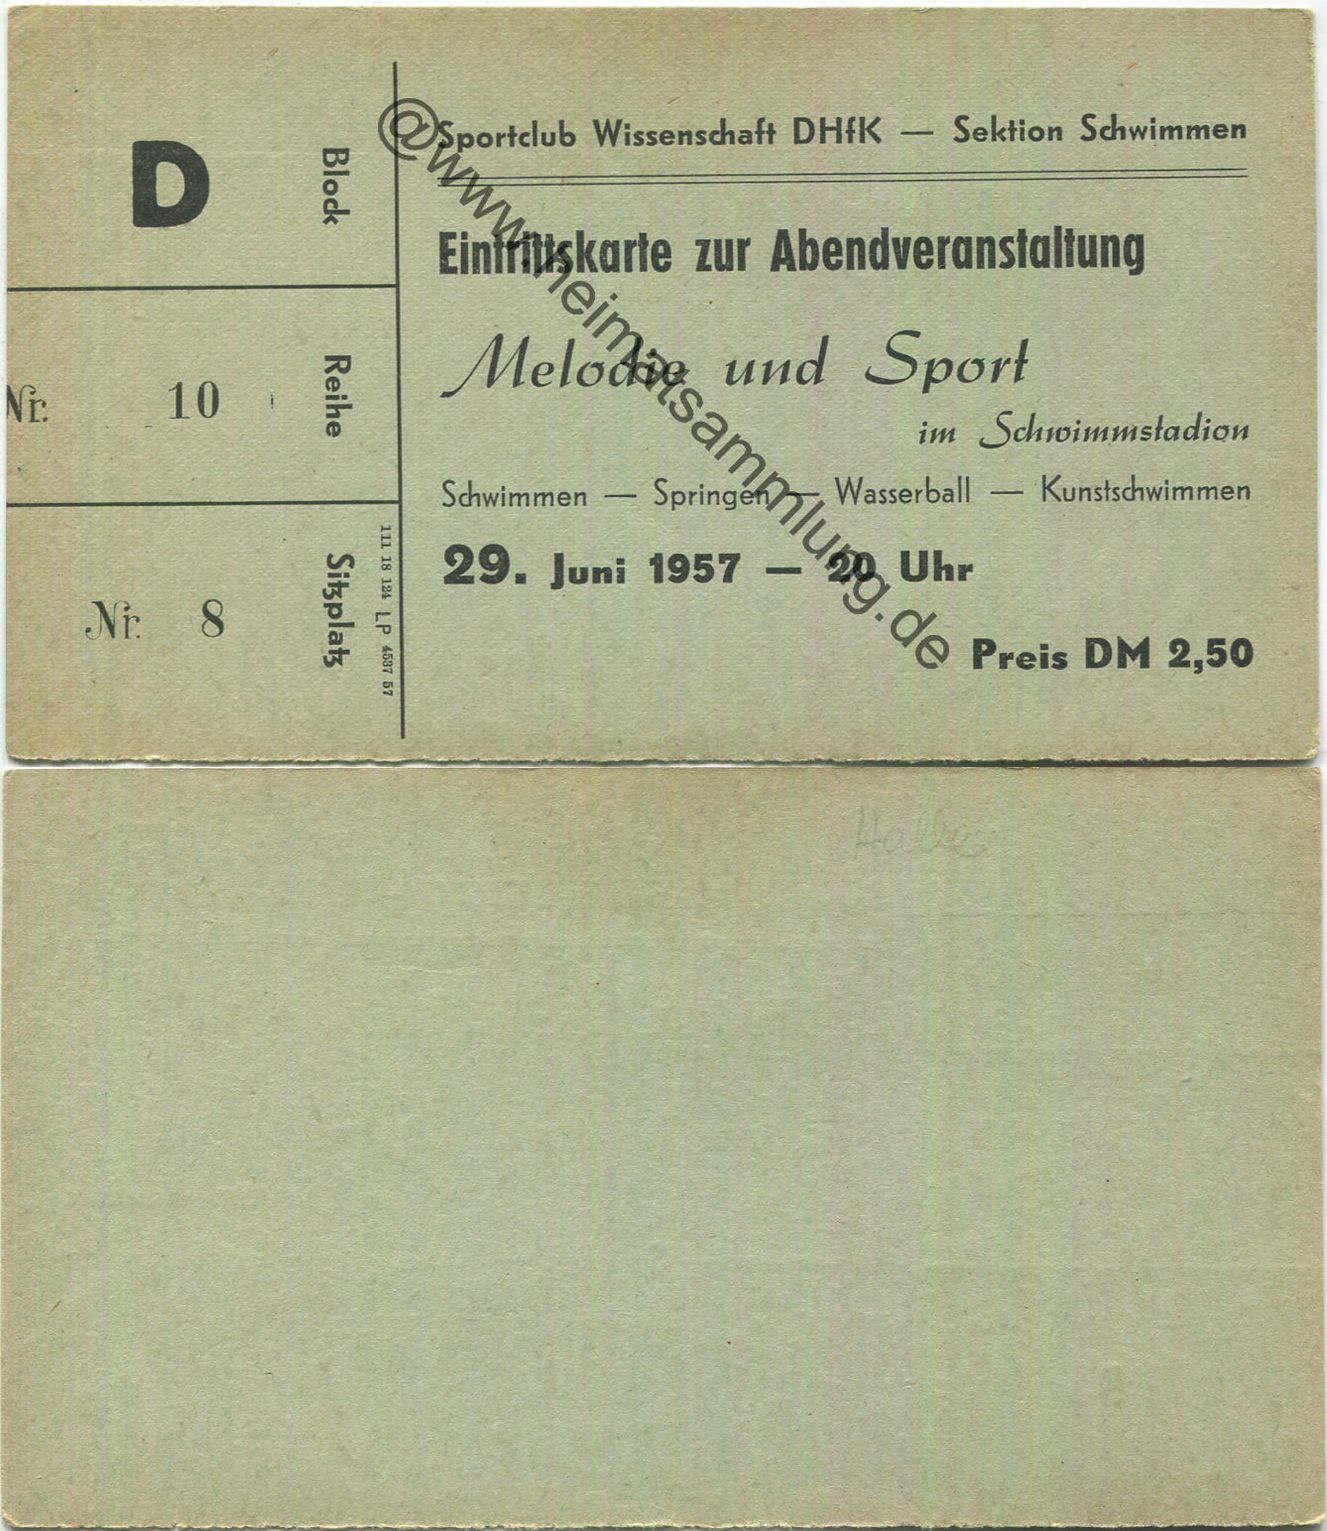 D
Block
Nr. 10
Reihe
Nr. 8
Sitzplatz
111 18 124 LP 4587 57
Sportclub Wissenschaft DHfK — Sektion Schwimmen
Eintrittskarte zur Abendveranstaltung
Melodie und Sport
im Schwimmstadion
Schwimmen — Springen — Wasserball — Kunstschwimmen
29. Juni 1957 — 20 Uhr
Preis DM 2,50
@www.heimatsammlung.de